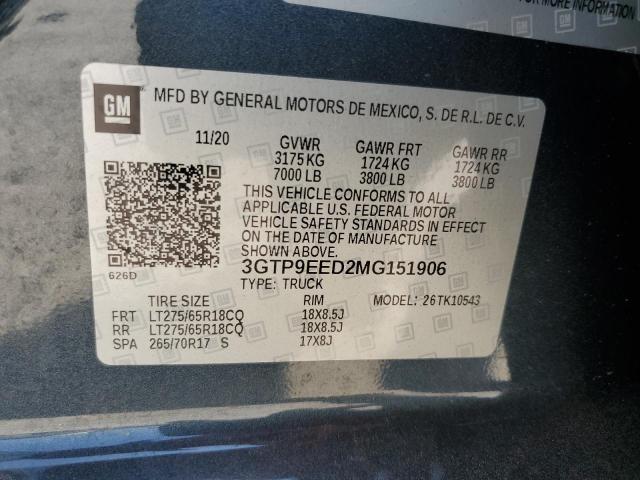 FOR MORE INFORMATION
GM
MFD BY GENERAL MOTORS DE MEXICO, S. DE R.L. DE C.V.
11/20 GVWR GAWR FRT GAWR RR
3175 KG 1724 KG 1724 KG
7000 LB 3800 LB 3800 LB
THIS VEHICLE CONFORMS TO ALL
APPLICABLE U.S. FEDERAL MOTOR
VEHICLE SAFETY STANDARDS IN EFFECT
ON THE DATE OF MANUFACTURE
SHOWN ABOVE.
626D 3GTP9EED2MG151906
TYPE: TRUCK
TIRE SIZE RIM MODEL: 26TK10543
FRT LT275/65R18CQ 18X8.5J
RR LT275/65R18CQ 18X8.5J
SPA 265/70R17 S 17X8J